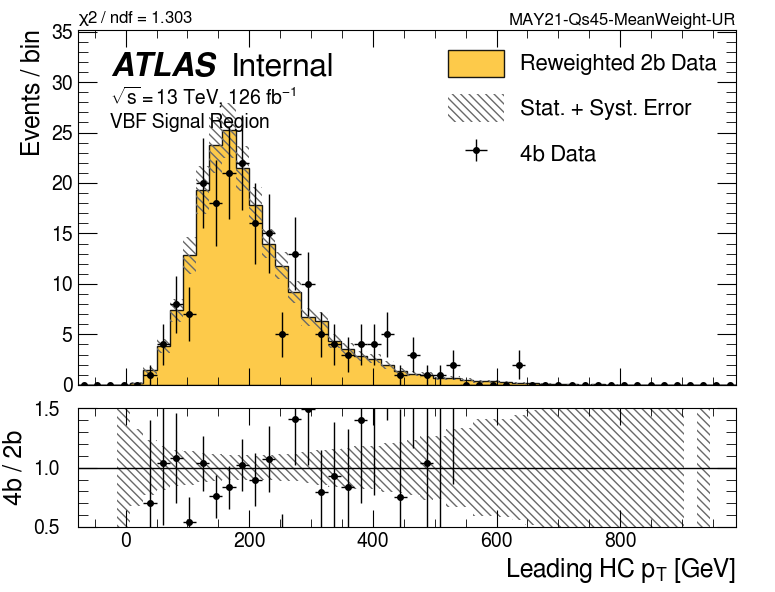 χ2 / ndf = 1.303
MAY21-Qs45-MeanWeight-UR
Events / bin
35
30
25
20
15
10
5
0
ATLAS Internal
√s = 13 TeV, 126 fb−1
VBF Signal Region
Reweighted 2b Data
Stat. + Syst. Error
4b Data
4b / 2b
1.5
1.0
0.5
0 200 400 600 800
Leading HC pT [GeV]